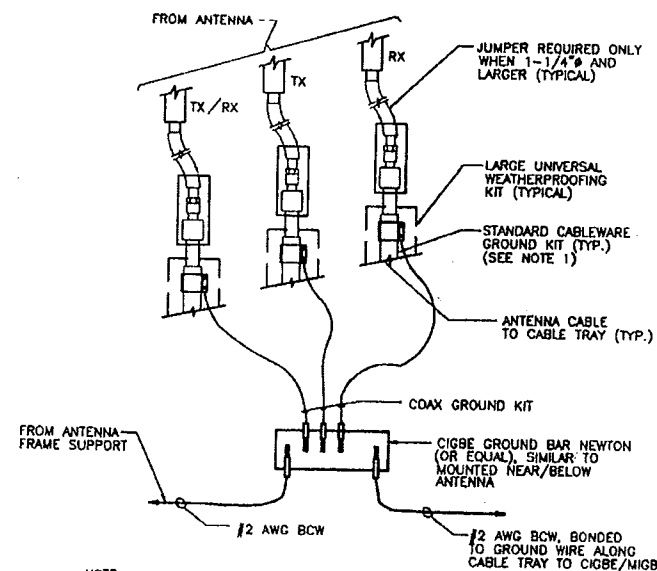 FROM ANTENNA
RX
TX
TX/RX
JUMPER REQUIRED ONLY
WHEN 1-1/4"ø AND
LARGER (TYPICAL)
LARGE UNIVERSAL
WEATHERPROOFING
KIT (TYPICAL)
STANDARD CABLEWARE
GROUND KIT (TYP.)
(SEE NOTE 1)
ANTENNA CABLE
TO CABLE TRAY (TYP.)
COAX GROUND KIT
FROM ANTENNA
FRAME SUPPORT
CIGBE GROUND BAR NEWTON
(OR EQUAL), SIMILAR TO
MOUNTED NEAR/BELOW
ANTENNA
#2 AWG BCW
#2 AWG BCW, BONDED
TO GROUND WIRE ALONG
CABLE TRAY TO CIGBE/MIGB